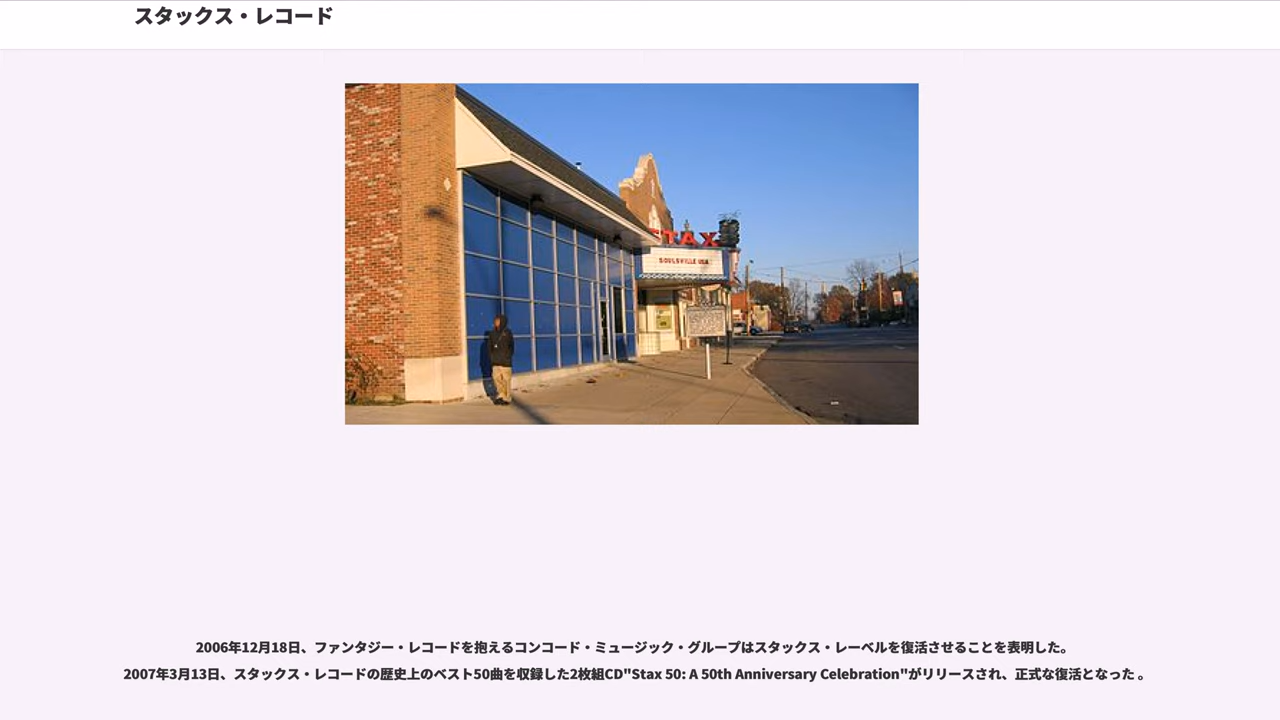 スタックス・レコード
STAX
SOULSVILLE USA
2006年12月18日、ファンタジー・レコードを抱えるコンコード・ミュージック・グループはスタックス・レーベルを復活させることを表明した。
2007年3月13日、スタックス・レコードの歴史上のベスト50曲を収録した2枚組CD"Stax 50: A 50th Anniversary Celebration"がリリースされ、正式な復活となった 。